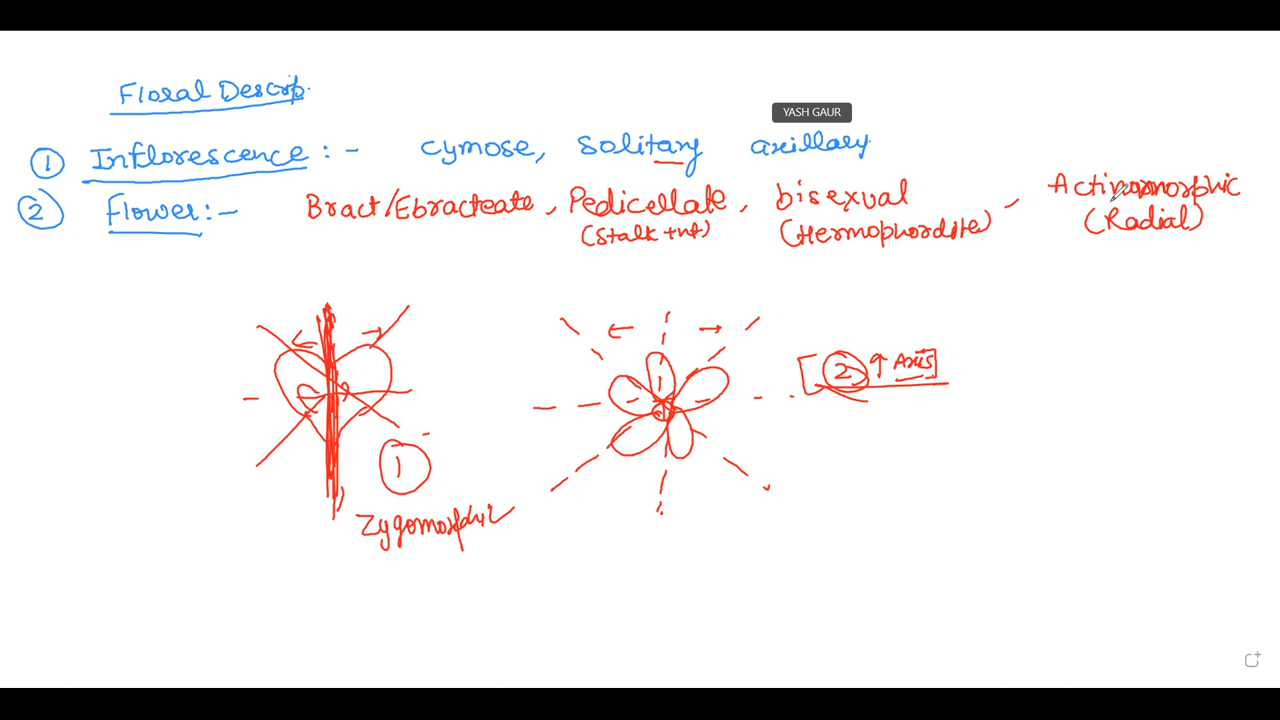 Floral Descrip.
YASH GAUR
① Inflorescence :- cymose, solitary axillary.
② Flower :- Bract/Ebracteate, Pedicellate, bisexual - Actinomorphic
(Stalk +nt) (Hermophordite) (Radial)
[② ↑ Axis]
①
Zygomorphic